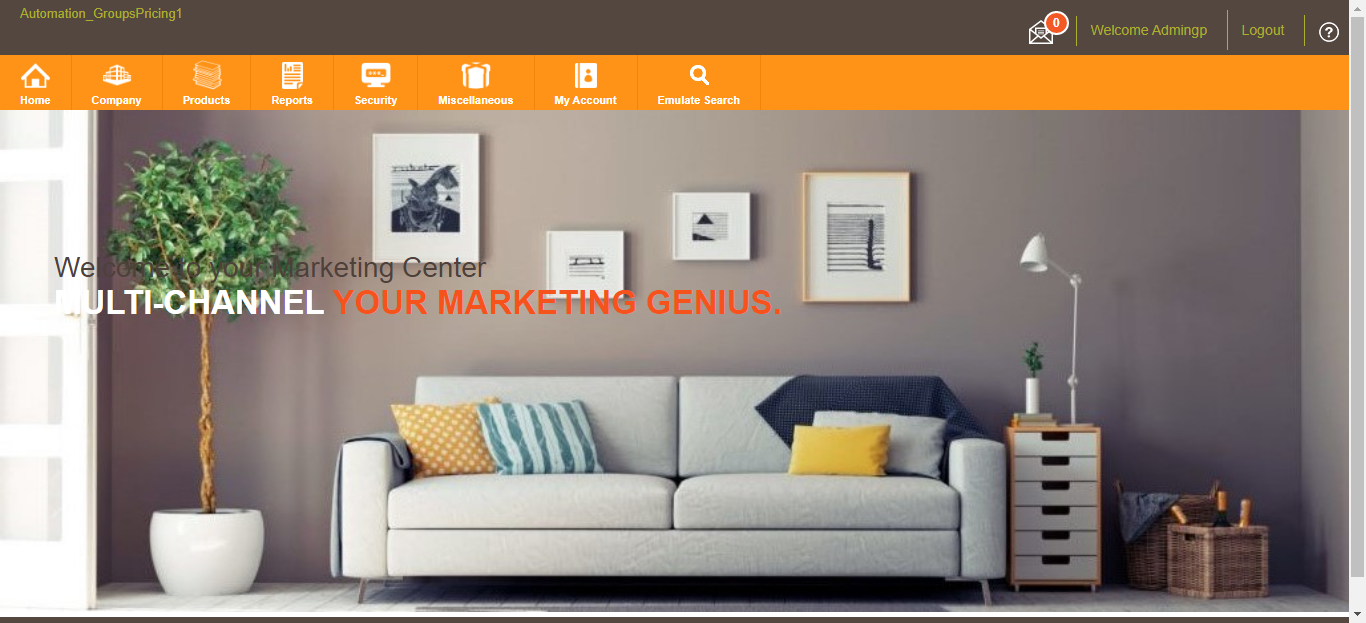 Automation_GroupsPricing1
0
Welcome Admingp
Logout
?
Home
Company
Products
Reports
Security
Miscellaneous
My Account
Emulate Search
Welcome to your Marketing Center
MULTI-CHANNEL YOUR MARKETING GENIUS.